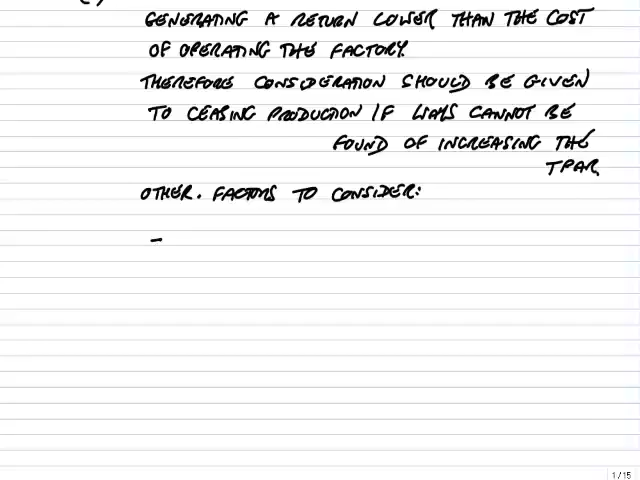 GENERATING A RETURN LOWER THAN THE COST
OF OPERATING THE FACTORY.
THEREFORE CONSIDERATION SHOULD BE GIVEN
TO CEASING PRODUCTION IF WAYS CANNOT BE
FOUND OF INCREASING THE
TPAR
OTHER. FACTORS TO CONSIDER:
-
1/15